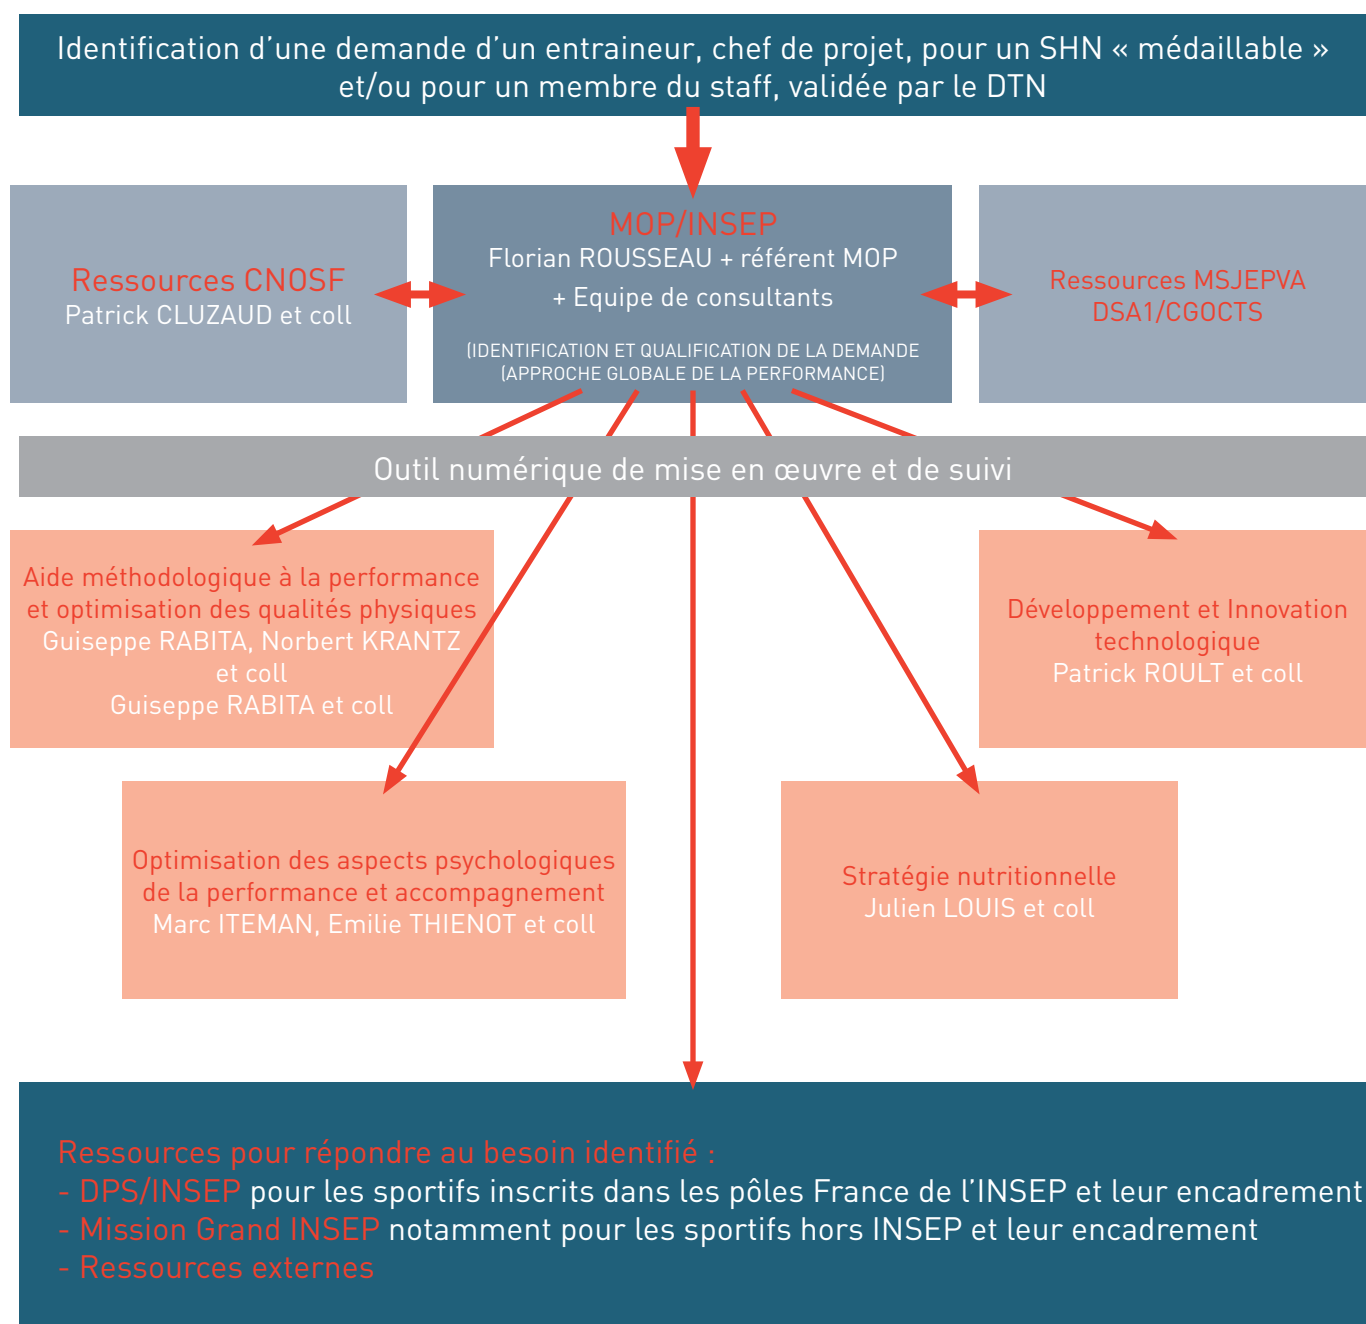 Identification d’une demande d’un entraineur, chef de projet, pour un SHN « médaillable »
et/ou pour un membre du staff, validée par le DTN
Ressources CNOSF
Patrick CLUZAUD et coll
MOP/INSEP
Florian ROUSSEAU + référent MOP
+ Equipe de consultants
(IDENTIFICATION ET QUALIFICATION DE LA DEMANDE
(APPROCHE GLOBALE DE LA PERFORMANCE)
Ressources MSJEPVA
DSA1/CGOCTS
Outil numérique de mise en œuvre et de suivi
Aide méthodologique à la performance
et optimisation des qualités physiques
Guiseppe RABITA, Norbert KRANTZ
et coll
Guiseppe RABITA et coll
Développement et Innovation
technologique
Patrick ROULT et coll
Optimisation des aspects psychologiques
de la performance et accompagnement
Marc ITEMAN, Emilie THIENOT et coll
Stratégie nutritionnelle
Julien LOUIS et coll
Ressources pour répondre au besoin identifié :
- DPS/INSEP pour les sportifs inscrits dans les pôles France de l’INSEP et leur encadrement
- Mission Grand INSEP notamment pour les sportifs hors INSEP et leur encadrement
- Ressources externes